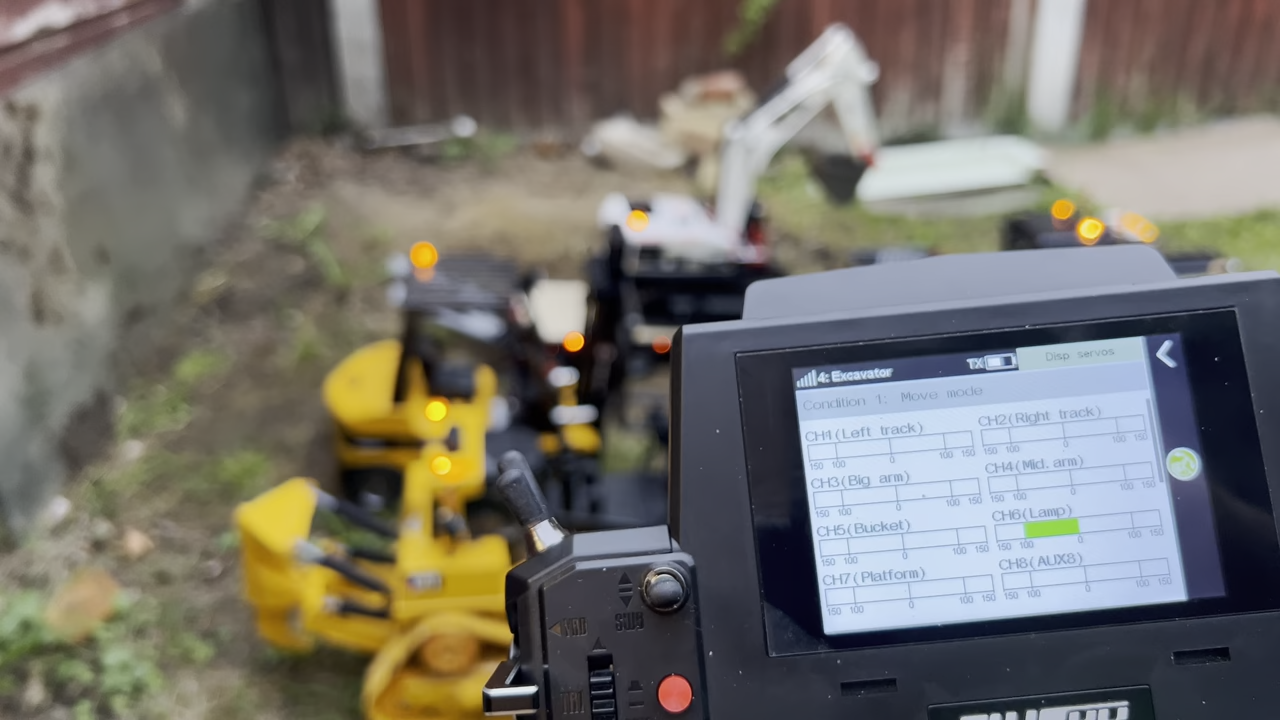 4: Excavator
TX
Disp servos
Condition 1: Move mode
CH1(Left track)
CH2(Right track)
150 100 0 100 150
150 100 0 100 150
CH3(Big arm)
CH4(Mid. arm)
150 100 0 100 150
150 100 0 100 150
CH5(Bucket)
CH6(Lamp)
150 100 0 100 150
150 100 0 100 150
CH7(Platform)
CH8(AUX8)
150 100 0 100 150
150 100 0 100 150